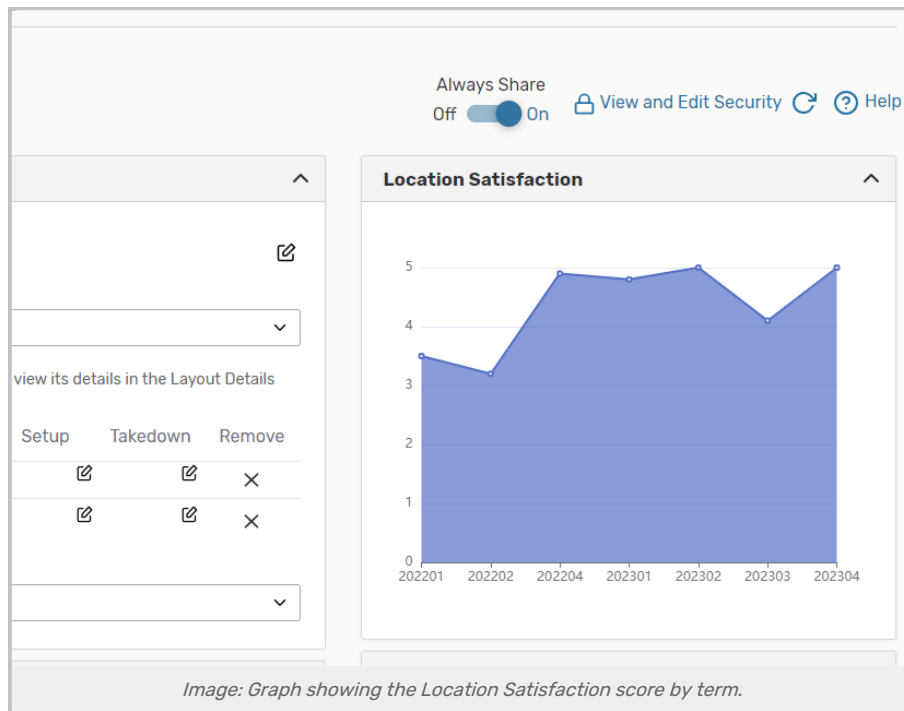 Always Share
Off On
View and Edit Security
Help
Location Satisfaction
view its details in the Layout Details
Setup Takedown Remove
5
4
3
2
1
0
202201 202202 202204 202301 202302 202303 202304
Image: Graph showing the Location Satisfaction score by term.